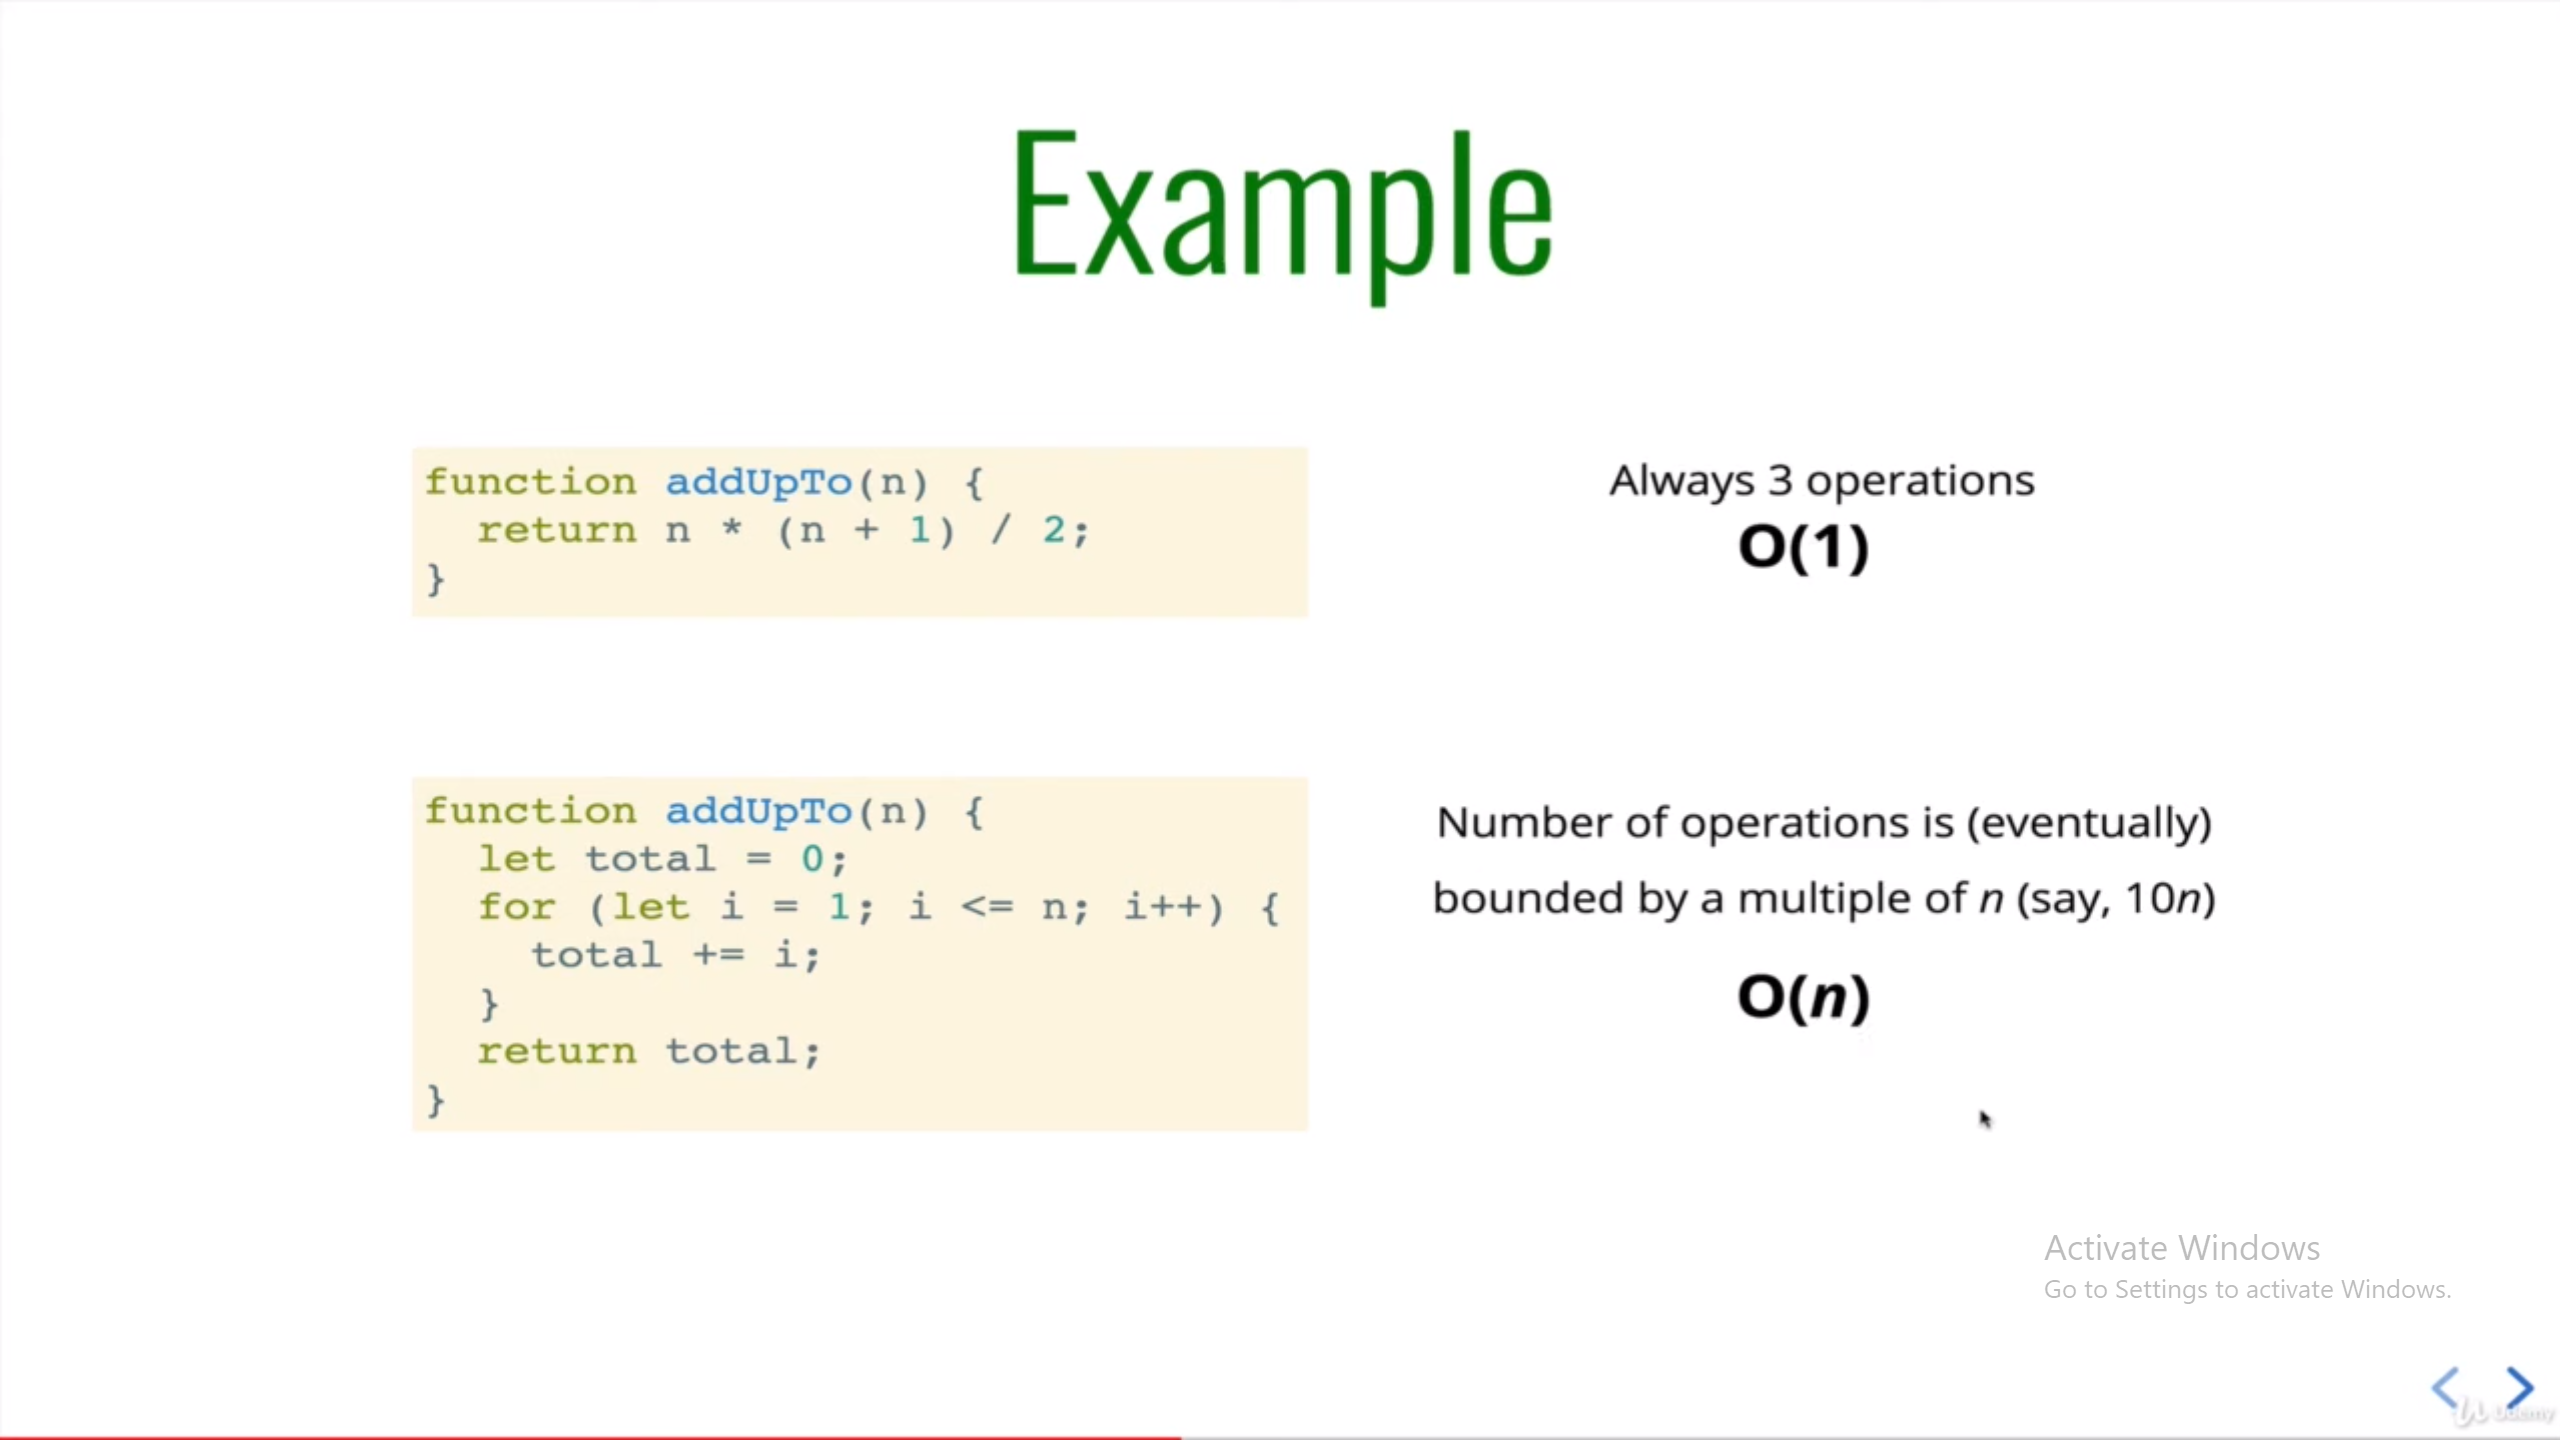 Example
function addUpTo(n) {
  return n * (n + 1) / 2;
}
Always 3 operations
O(1)
function addUpTo(n) {
  let total = 0;
  for (let i = 1; i <= n; i++) {
    total += i;
  }
  return total;
}
Number of operations is (eventually)
bounded by a multiple of n (say, 10n)
O(n)
Activate Windows
Go to Settings to activate Windows.
Udemy